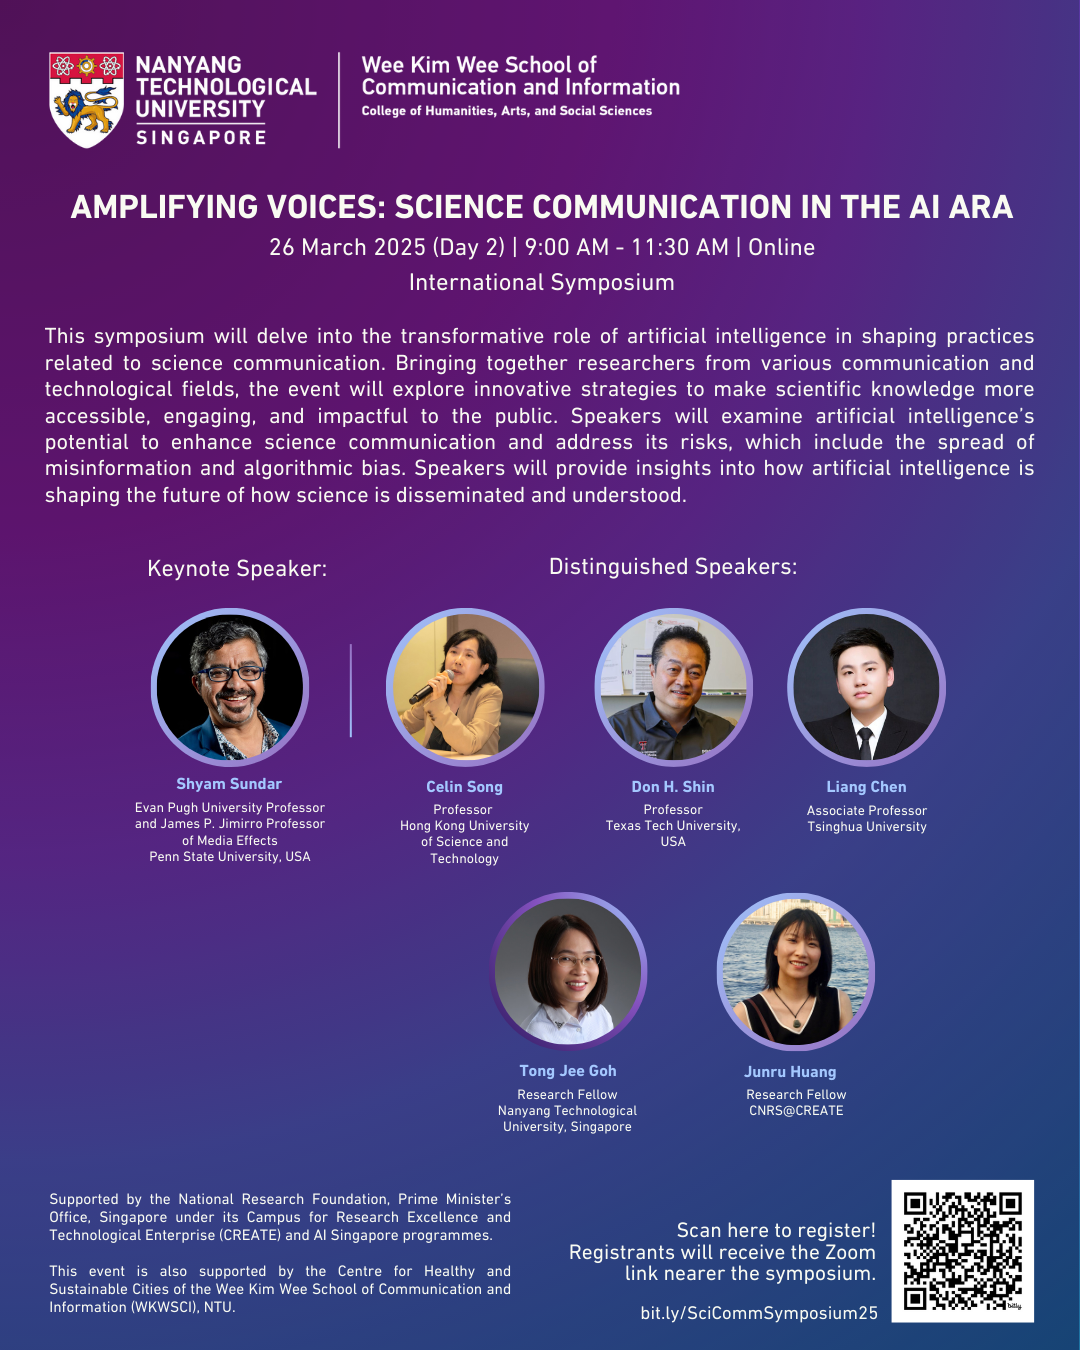 NANYANG
TECHNOLOGICAL
UNIVERSITY
SINGAPORE
Wee Kim Wee School of
Communication and Information
College of Humanities, Arts, and Social Sciences
AMPLIFYING VOICES: SCIENCE COMMUNICATION IN THE AI ARA
26 March 2025 (Day 2) | 9:00 AM - 11:30 AM | Online
International Symposium
This symposium will delve into the transformative role of artificial intelligence in shaping practices
related to science communication. Bringing together researchers from various communication and
technological fields, the event will explore innovative strategies to make scientific knowledge more
accessible, engaging, and impactful to the public. Speakers will examine artificial intelligence's
potential to enhance science communication and address its risks, which include the spread of
misinformation and algorithmic bias. Speakers will provide insights into how artificial intelligence is
shaping the future of how science is disseminated and understood.
Keynote Speaker:
Distinguished Speakers:
Shyam Sundar
Evan Pugh University Professor
and James P. Jimirro Professor
of Media Effects
Penn State University, USA
Celin Song
Professor
Hong Kong University
of Science and
Technology
Don H. Shin
Professor
Texas Tech University,
USA
Liang Chen
Associate Professor
Tsinghua University
Tong Jee Goh
Research Fellow
Nanyang Technological
University, Singapore
Junru Huang
Research Fellow
CNRS@CREATE
Supported by the National Research Foundation, Prime Minister's
Office, Singapore under its Campus for Research Excellence and
Technological Enterprise (CREATE) and AI Singapore programmes.
This event is also supported by the Centre for Healthy and
Sustainable Cities of the Wee Kim Wee School of Communication and
Information (WKWSCI), NTU.
Scan here to register!
Registrants will receive the Zoom
link nearer the symposium.
bit.ly/SciCommSymposium25
bitly